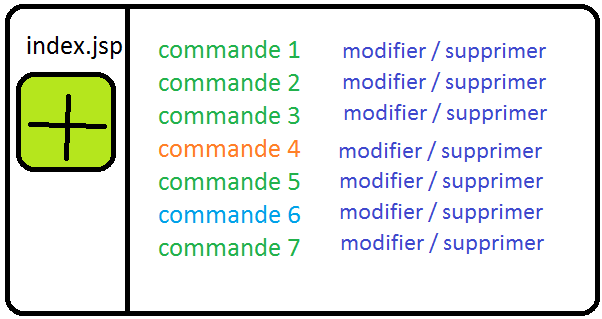 index.jsp
commande 1 modifier / supprimer
commande 2 modifier / supprimer
commande 3 modifier / supprimer
commande 4 modifier / supprimer
commande 5 modifier / supprimer
commande 6 modifier / supprimer
commande 7 modifier / supprimer